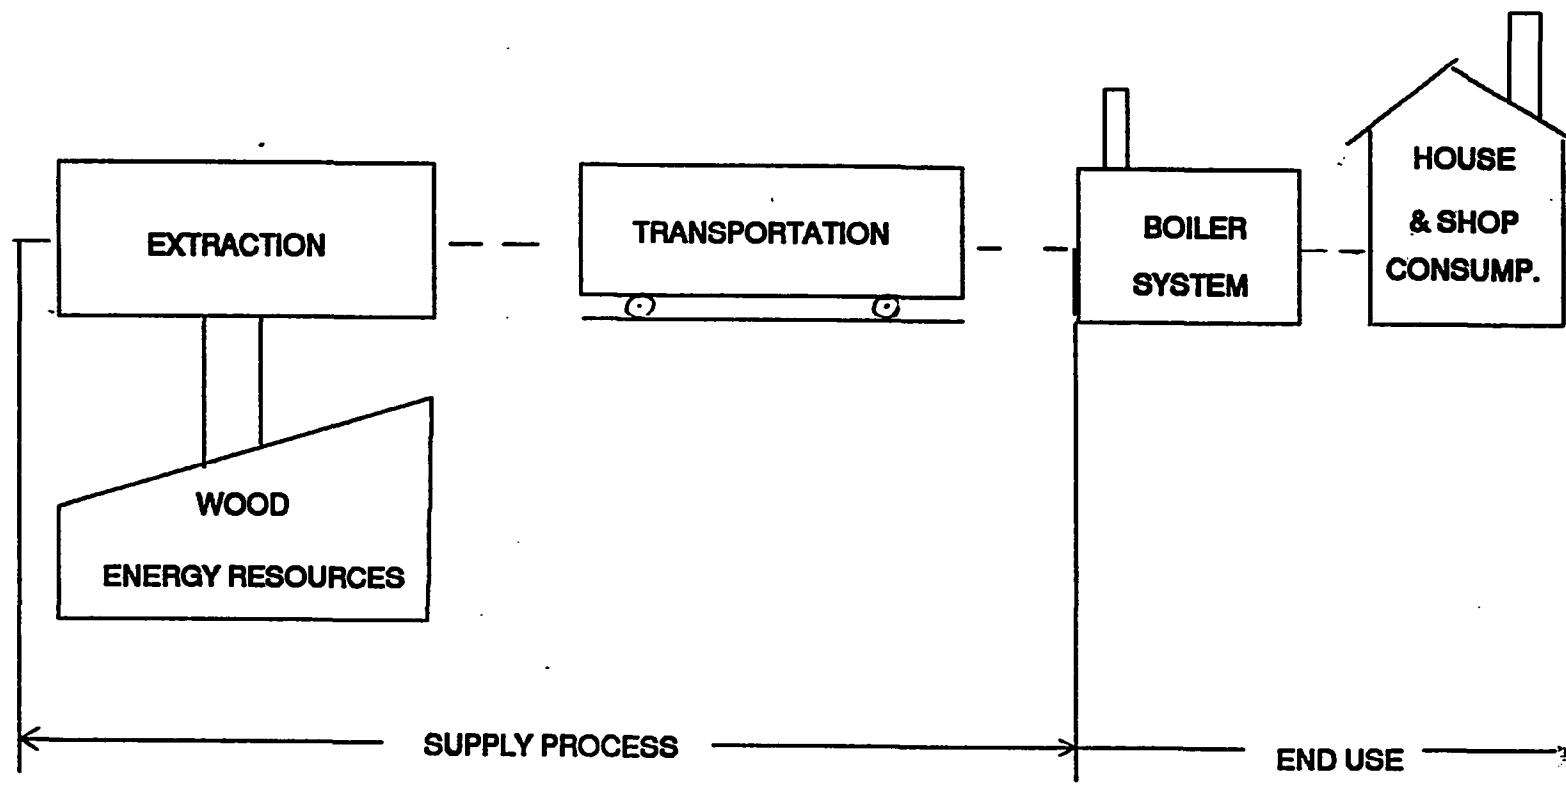 EXTRACTION
TRANSPORTATION
BOILER
SYSTEM
HOUSE
& SHOP
CONSUMP.
WOOD
ENERGY RESOURCES
SUPPLY PROCESS
END USE